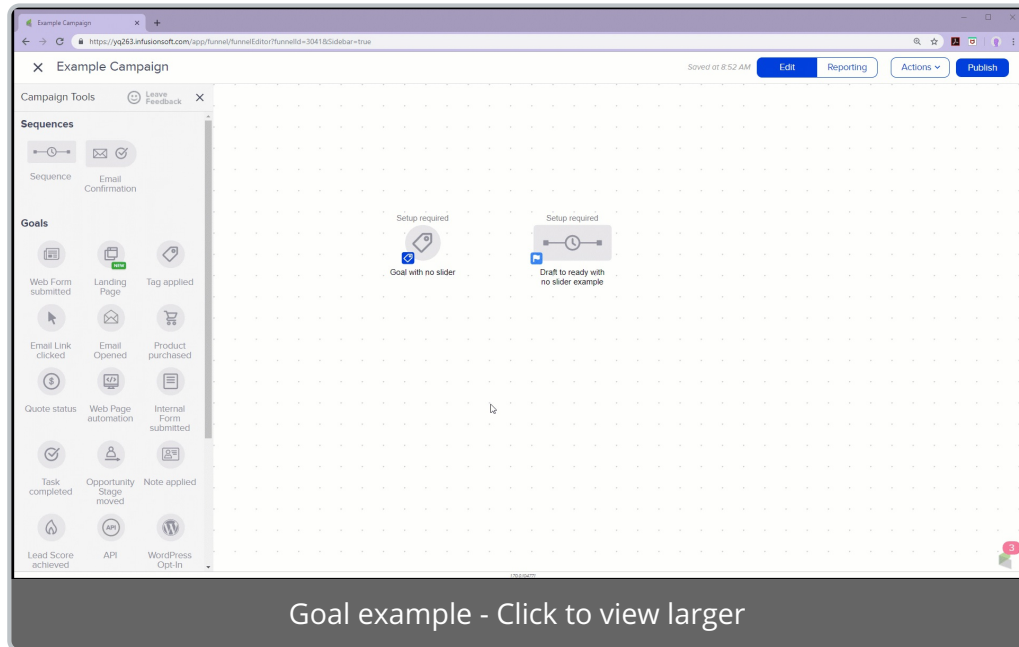 Example Campaign
https://yq263.infusionsoft.com/app/funnel/funnelEditor?funnelId=3041&Sidebar=true
Example Campaign
Saved at 8:52 AM
Edit
Reporting
Actions
Publish
Campaign Tools
Leave
Feedback
Sequences
Sequence
Email
Confirmation
Goals
NEW
Web Form
submitted
Landing
Page
Tag applied
Email Link
clicked
Email
Opened
Product
purchased
Quote status
Web Page
automation
Internal
Form
submitted
Task
completed
Opportunity
Stage
moved
Note applied
API
Lead Score
achieved
API
WordPress
Opt-In
Setup required
Goal with no slider
Setup required
Draft to ready with
no slider example
3
Goal example - Click to view larger